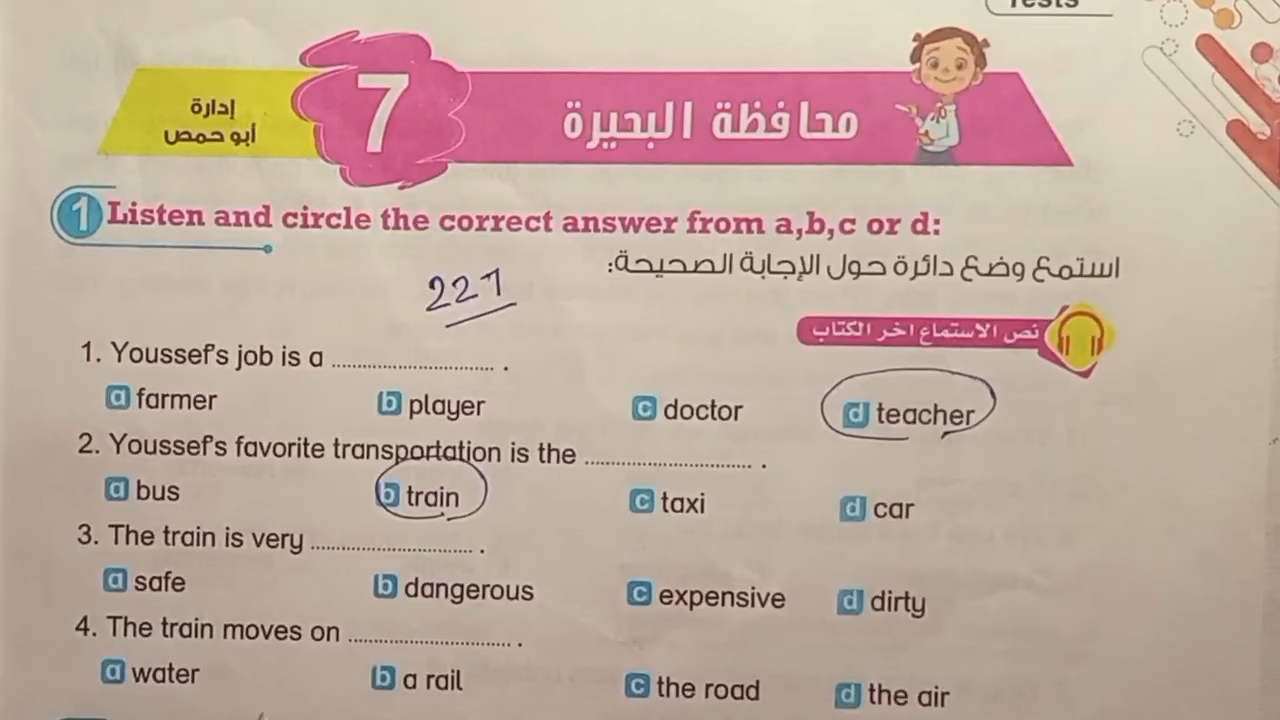 Tests
إدارة
أبو حمص
7
محافظة البحيرة
1 Listen and circle the correct answer from a,b,c or d:
استمع وضع دائرة حول الإجابة الصحيحة:
227
نص الاستماع اخر الكتاب
1. Youssef's job is a ............................ .
a farmer b player c doctor d teacher
2. Youssef's favorite transportation is the ............................ .
a bus b train c taxi d car
3. The train is very ............................ .
a safe b dangerous c expensive d dirty
4. The train moves on ............................ .
a water b a rail c the road d the air